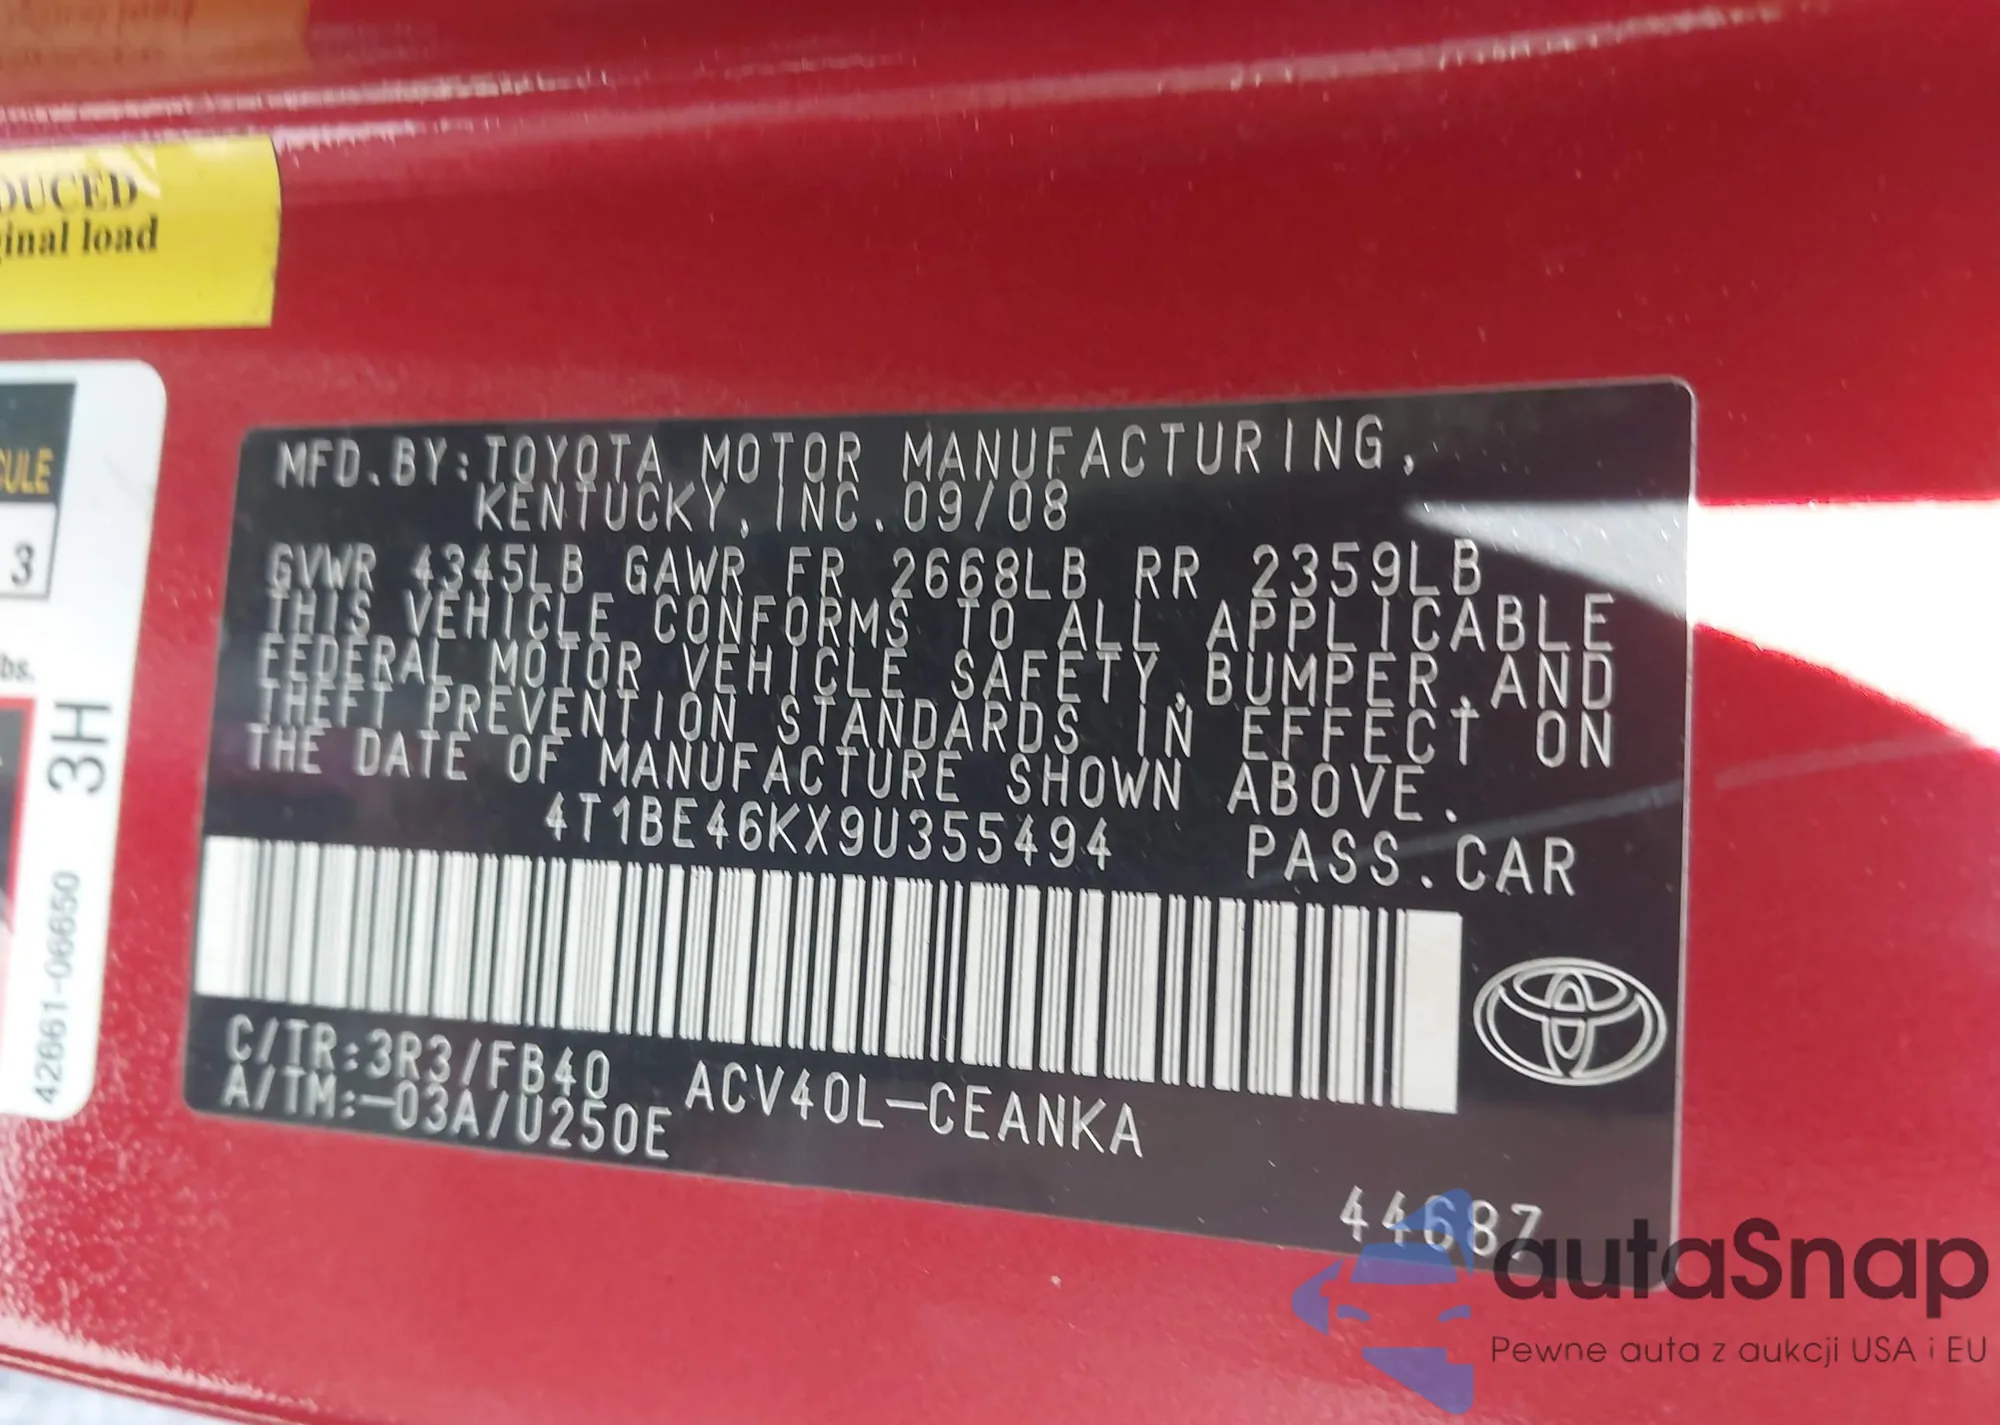 DUCED
ginal load
ULE
3
bs.
3H
42661-06650
MFD.BY:TOYOTA MOTOR MANUFACTURING,
KENTUCKY, INC. 09/08
GVWR 4345LB GAWR FR 2668LB RR 2359LB
THIS VEHICLE CONFORMS TO ALL APPLICABLE
FEDERAL MOTOR VEHICLE SAFETY,BUMPER,AND
THEFT PREVENTION STANDARDS IN EFFECT ON
THE DATE OF MANUFACTURE SHOWN ABOVE.
4T1BE46KX9U355494 PASS.CAR
C/TR:3R3/FB40 ACV40L-CEANKA
A/TM:-03A/U250E
44687
autaSnap
Pewne auta z aukcji USA i EU